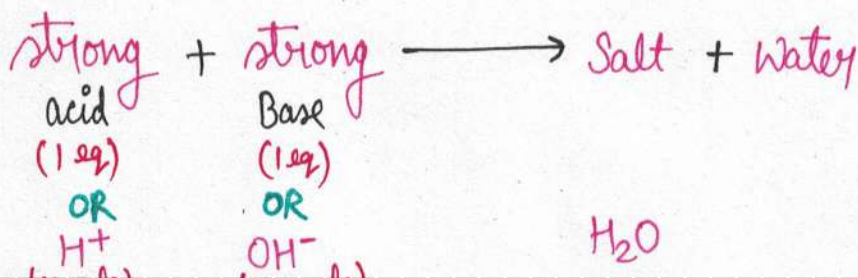 strong + strong ⟶ Salt + Water
acid Base
(1 eq) (1 eq)
OR OR
H⁺ OH⁻ H₂O